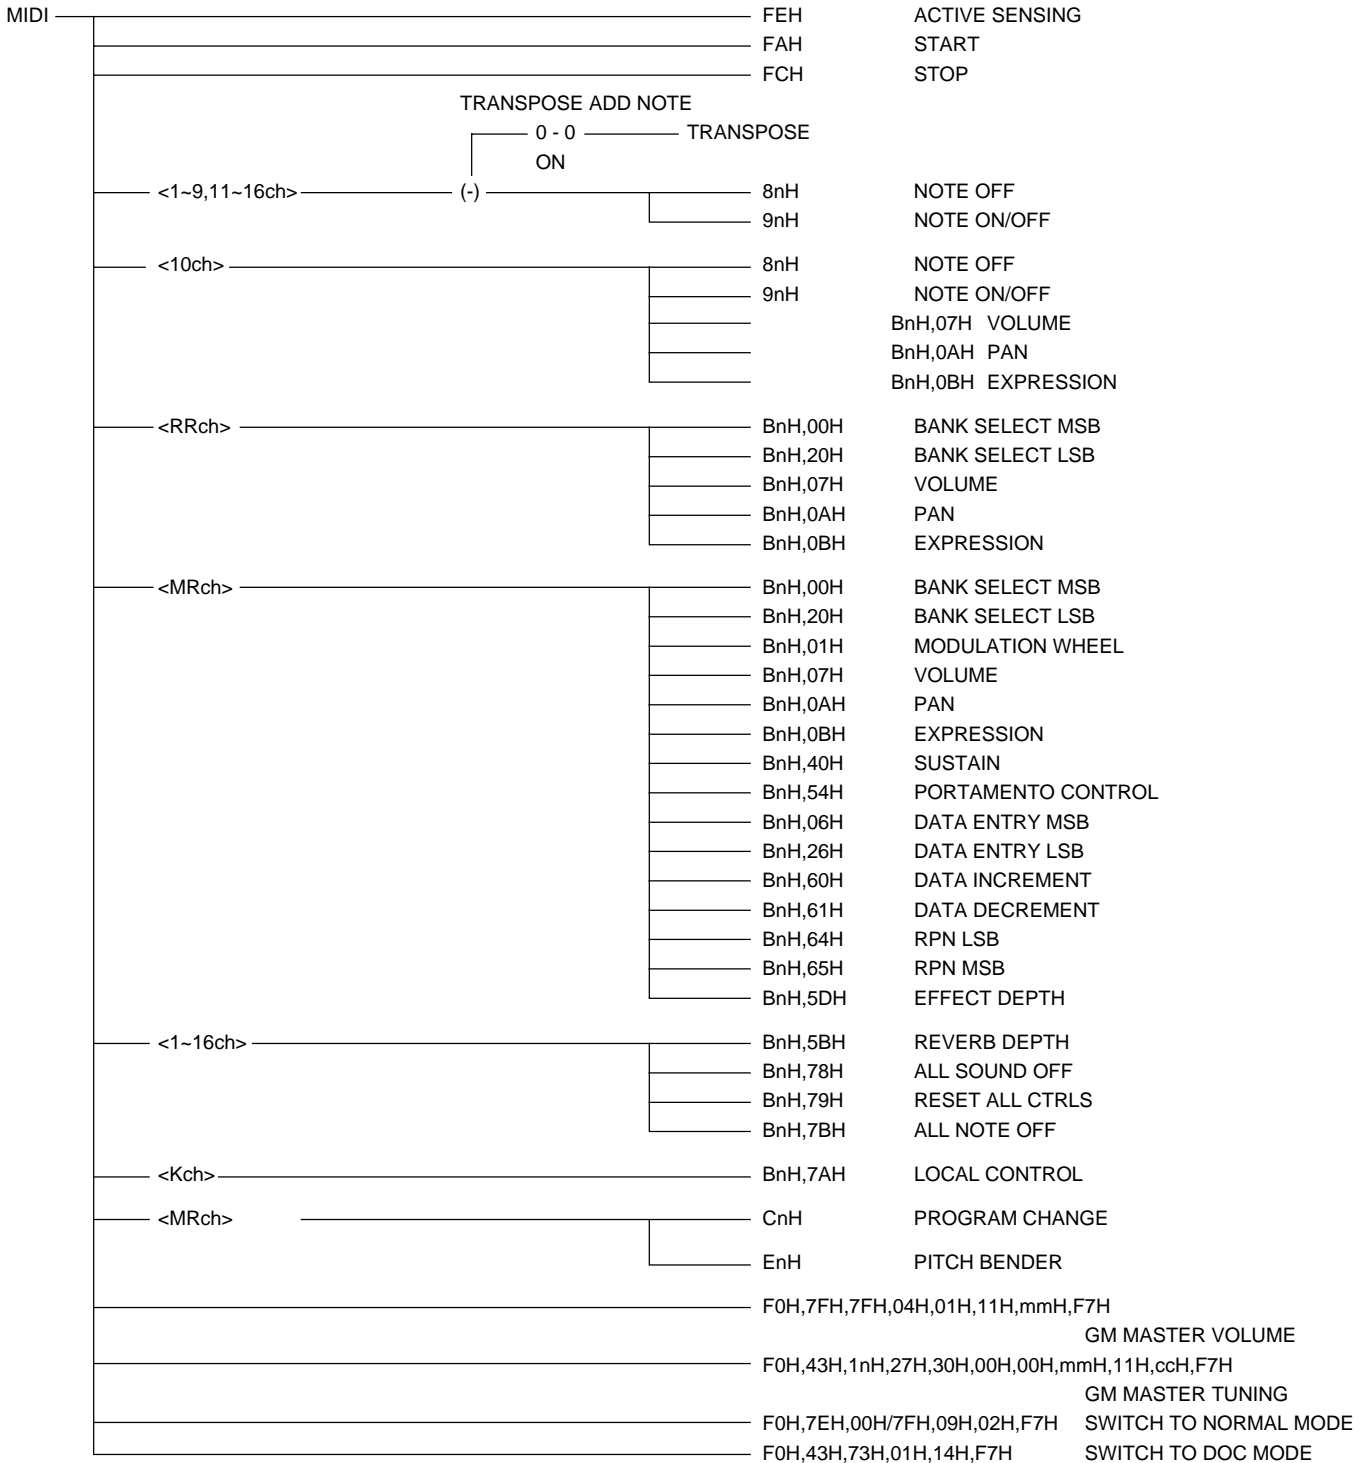 MIDI FEH ACTIVE SENSING
FAH START
FCH STOP
TRANSPOSE ADD NOTE
0 - 0 TRANSPOSE
ON
<1~9,11~16ch> (-) 8nH NOTE OFF
9nH NOTE ON/OFF
<10ch> 8nH NOTE OFF
9nH NOTE ON/OFF
BnH,07H VOLUME
BnH,0AH PAN
BnH,0BH EXPRESSION
<RRch> BnH,00H BANK SELECT MSB
BnH,20H BANK SELECT LSB
BnH,07H VOLUME
BnH,0AH PAN
BnH,0BH EXPRESSION
<MRch> BnH,00H BANK SELECT MSB
BnH,20H BANK SELECT LSB
BnH,01H MODULATION WHEEL
BnH,07H VOLUME
BnH,0AH PAN
BnH,0BH EXPRESSION
BnH,40H SUSTAIN
BnH,54H PORTAMENTO CONTROL
BnH,06H DATA ENTRY MSB
BnH,26H DATA ENTRY LSB
BnH,60H DATA INCREMENT
BnH,61H DATA DECREMENT
BnH,64H RPN LSB
BnH,65H RPN MSB
BnH,5DH EFFECT DEPTH
<1~16ch> BnH,5BH REVERB DEPTH
BnH,78H ALL SOUND OFF
BnH,79H RESET ALL CTRLS
BnH,7BH ALL NOTE OFF
<Kch> BnH,7AH LOCAL CONTROL
<MRch> CnH PROGRAM CHANGE
EnH PITCH BENDER
F0H,7FH,7FH,04H,01H,11H,mmH,F7H
GM MASTER VOLUME
F0H,43H,1nH,27H,30H,00H,00H,mmH,11H,ccH,F7H
GM MASTER TUNING
F0H,7EH,00H/7FH,09H,02H,F7H SWITCH TO NORMAL MODE
F0H,43H,73H,01H,14H,F7H SWITCH TO DOC MODE